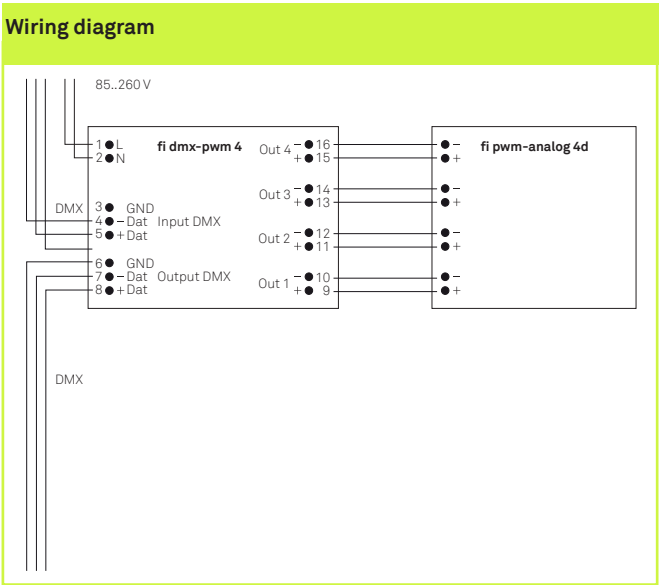 Wiring diagram
85..260 V
1 L
2 N
fi dmx-pwm 4
Out 4 – 16
+ 15
– +
fi pwm-analog 4d
DMX
3 GND
4 – Dat Input DMX
5 + Dat
Out 3 – 14
+ 13
– +
Out 2 – 12
+ 11
– +
6 GND
7 – Dat Output DMX
8 + Dat
Out 1 – 10
+ 9
– +
DMX